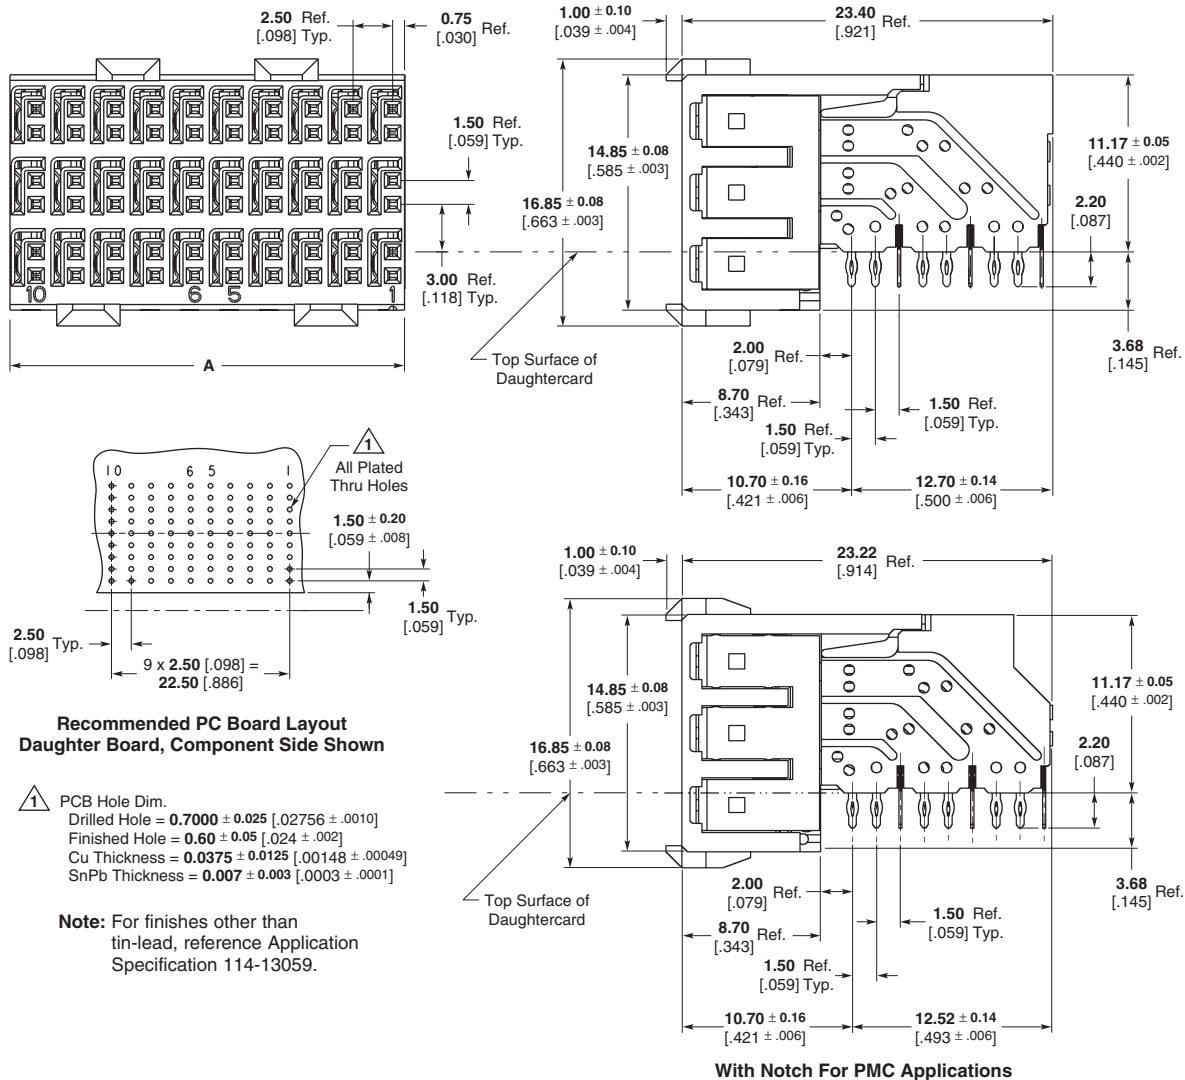 2.50 Ref.
[.098] Typ.
0.75
[.030] Ref.
1.50 Ref.
[.059] Typ.
3.00 Ref.
[.118] Typ.
10 6 5 1
A
1.00 ± 0.10
[.039 ± .004]
23.40
[.921] Ref.
14.85 ± 0.08
[.585 ± .003]
16.85 ± 0.08
[.663 ± .003]
11.17 ± 0.05
[.440 ± .002]
2.20
[.087]
Top Surface of
Daughtercard
2.00
[.079] Ref.
3.68
[.145] Ref.
8.70
[.343] Ref.
1.50 Ref.
[.059] Typ.
1.50 Ref.
[.059] Typ.
10.70 ± 0.16
[.421 ± .006]
12.70 ± 0.14
[.500 ± .006]
10 6 5 1
1
All Plated
Thru Holes
1.50 ± 0.20
[.059 ± .008]
1.50
[.059] Typ.
2.50
[.098] Typ.
9 x 2.50 [.098] =
22.50 [.886]
Recommended PC Board Layout
Daughter Board, Component Side Shown
1 PCB Hole Dim.
Drilled Hole = 0.7000 ± 0.025 [.02756 ± .0010]
Finished Hole = 0.60 ± 0.05 [.024 ± .002]
Cu Thickness = 0.0375 ± 0.0125 [.00148 ± .00049]
SnPb Thickness = 0.007 ± 0.003 [.0003 ± .0001]
Note: For finishes other than
tin-lead, reference Application
Specification 114-13059.
1.00 ± 0.10
[.039 ± .004]
23.22
[.914] Ref.
14.85 ± 0.08
[.585 ± .003]
16.85 ± 0.08
[.663 ± .003]
11.17 ± 0.05
[.440 ± .002]
2.20
[.087]
Top Surface of
Daughtercard
2.00
[.079] Ref.
3.68
[.145] Ref.
8.70
[.343] Ref.
1.50 Ref.
[.059] Typ.
1.50 Ref.
[.059] Typ.
10.70 ± 0.16
[.421 ± .006]
12.52 ± 0.14
[.493 ± .006]
With Notch For PMC Applications